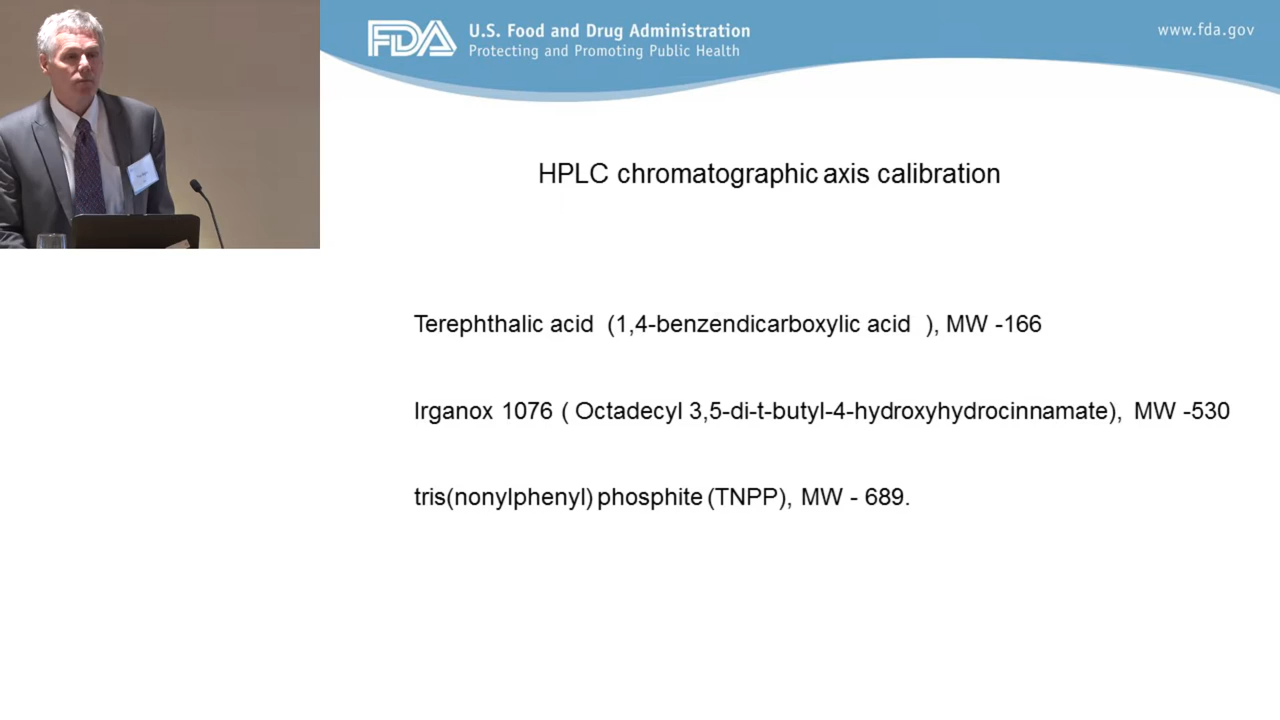 FDA
U.S. Food and Drug Administration
Protecting and Promoting Public Health
www.fda.gov
HPLC chromatographic axis calibration
Terephthalic acid (1,4-benzendicarboxylic acid ), MW -166
Irganox 1076 ( Octadecyl 3,5-di-t-butyl-4-hydroxyhydrocinnamate), MW -530
tris(nonylphenyl) phosphite (TNPP), MW - 689.